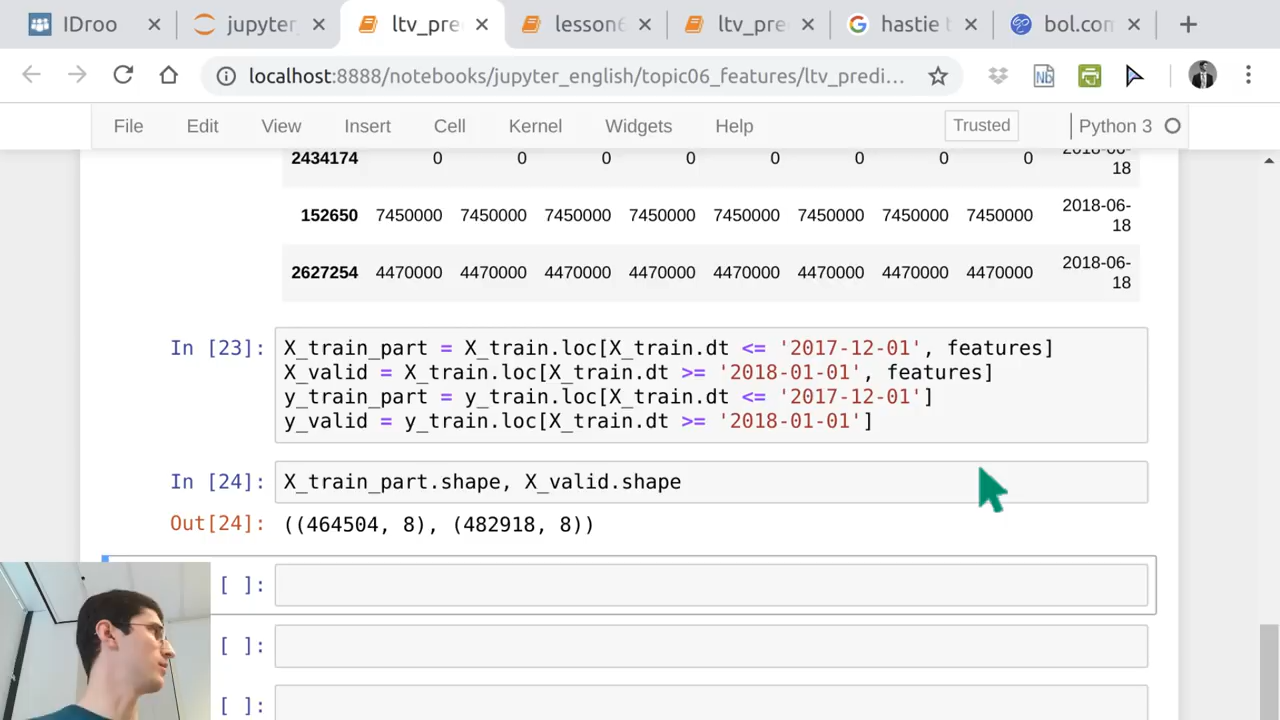 IDroo
jupyter_
ltv_pre
lesson6
ltv_pre
hastie t
bol.com
localhost:8888/notebooks/jupyter_english/topic06_features/ltv_predi...
Nb
File Edit View Insert Cell Kernel Widgets Help Trusted Python 3
2434174 0 0 0 0 0 0 0 0 2018-06-18
152650 7450000 7450000 7450000 7450000 7450000 7450000 7450000 7450000 2018-06-18
2627254 4470000 4470000 4470000 4470000 4470000 4470000 4470000 4470000 2018-06-18
In [23]: X_train_part = X_train.loc[X_train.dt <= '2017-12-01', features]
X_valid = X_train.loc[X_train.dt >= '2018-01-01', features]
y_train_part = y_train.loc[X_train.dt <= '2017-12-01']
y_valid = y_train.loc[X_train.dt >= '2018-01-01']
In [24]: X_train_part.shape, X_valid.shape
Out[24]: ((464504, 8), (482918, 8))
[ ]:
[ ]:
[ ]: